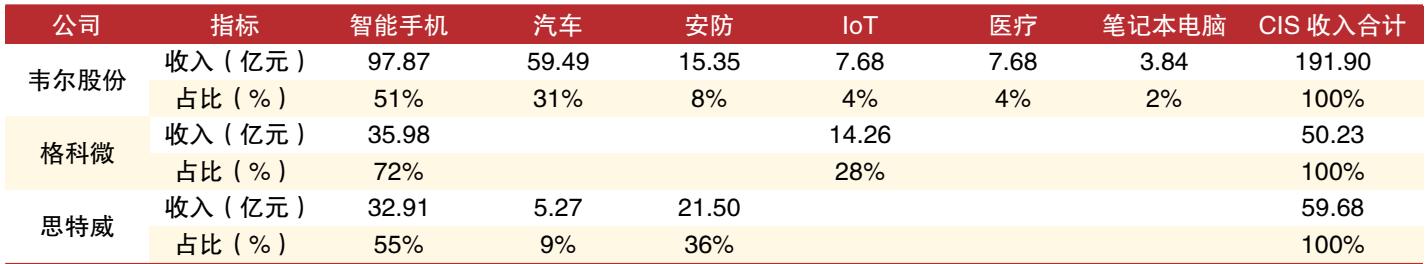 公司 指标 智能手机 汽车 安防 IoT 医疗 笔记本电脑 CIS 收入合计
韦尔股份 收入（亿元） 97.87 59.49 15.35 7.68 7.68 3.84 191.90
占比（%） 51% 31% 8% 4% 4% 2% 100%
格科微 收入（亿元） 35.98 14.26 50.23
占比（%） 72% 28% 100%
思特威 收入（亿元） 32.91 5.27 21.50 59.68
占比（%） 55% 9% 36% 100%